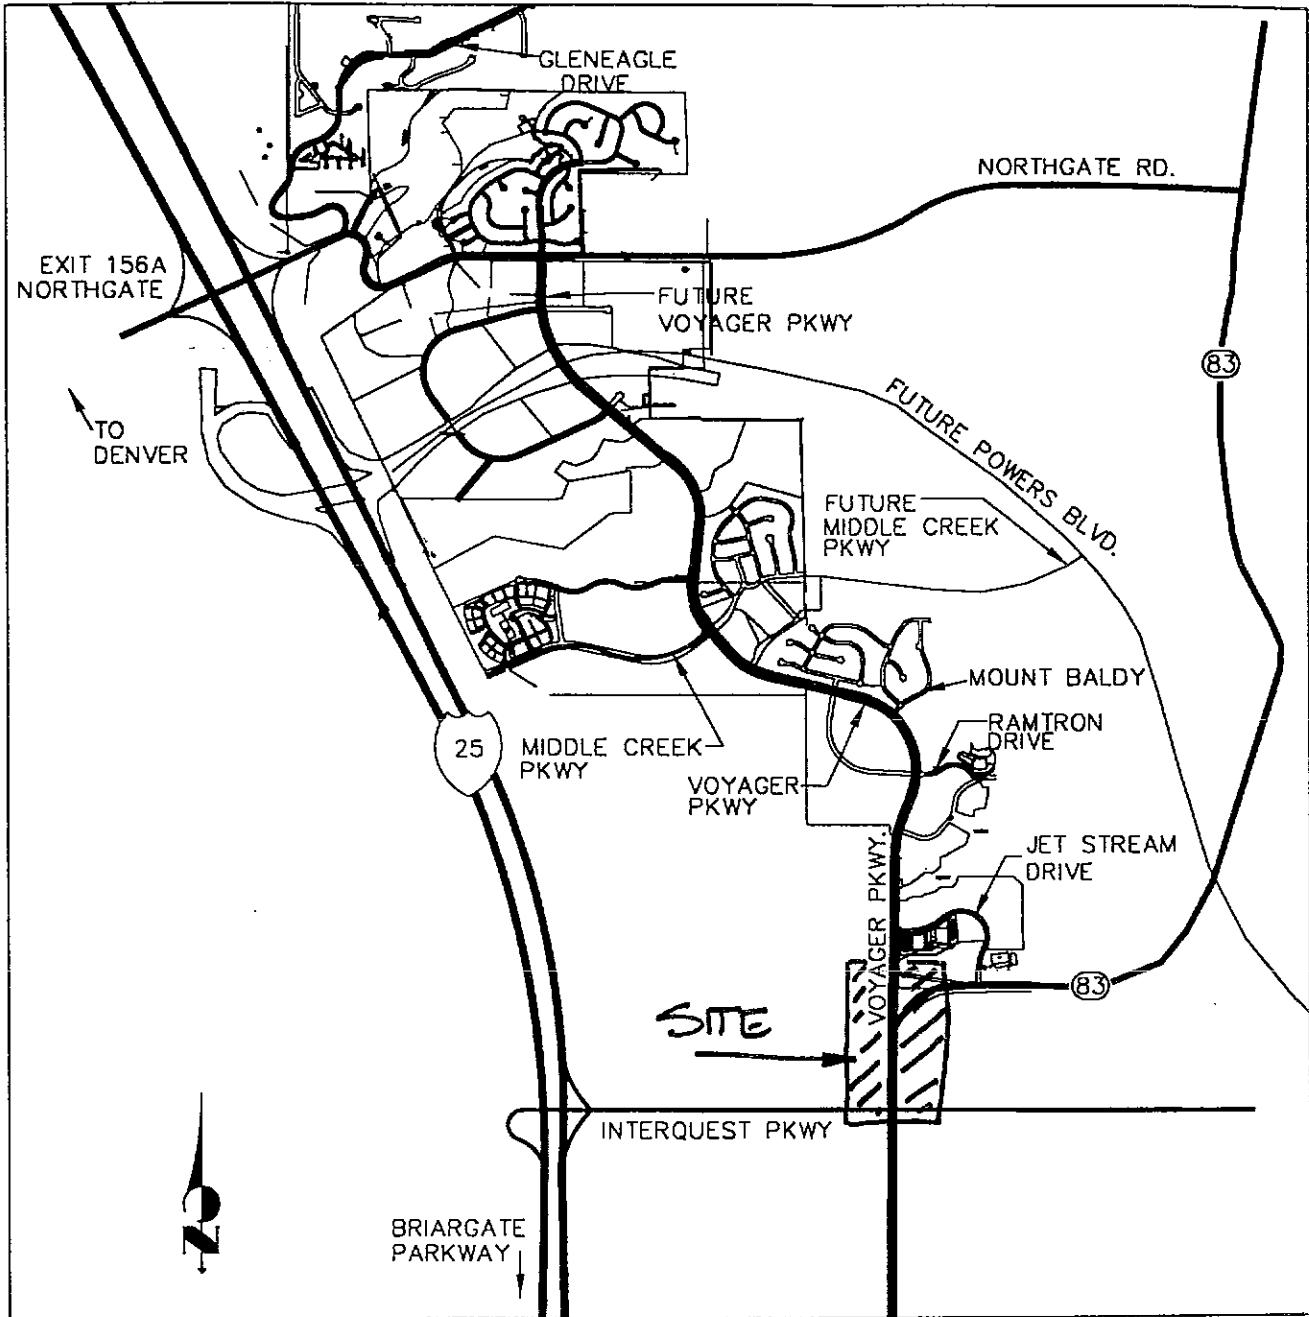 GLENEAGLE
DRIVE
NORTHGATE RD.
EXIT 156A
NORTHGATE
FUTURE
VOYAGER PKWY
83
FUTURE POWERS BLVD.
TO
DENVER
FUTURE
MIDDLE CREEK
PKWY
MOUNT BALDY
RAMTRON
DRIVE
25
MIDDLE CREEK
PKWY
VOYAGER
PKWY
JET STREAM
DRIVE
VOYAGER PKWY.
83
SITE
INTERQUEST PKWY
N
BRIARGATE
PARKWAY